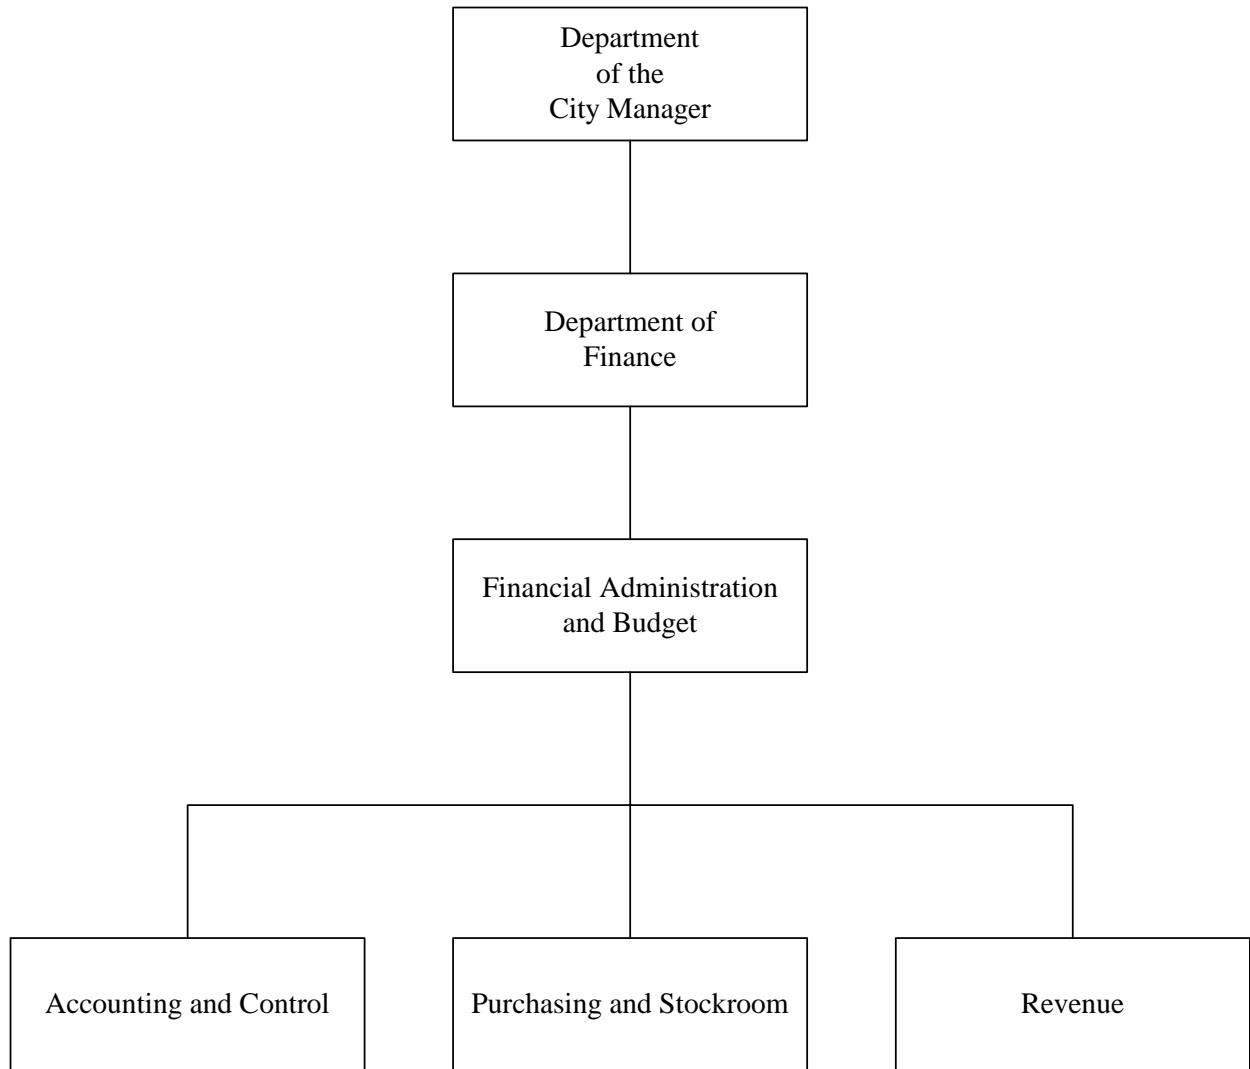 Department
of the
City Manager
Department of
Finance
Financial Administration
and Budget
Accounting and Control
Purchasing and Stockroom
Revenue